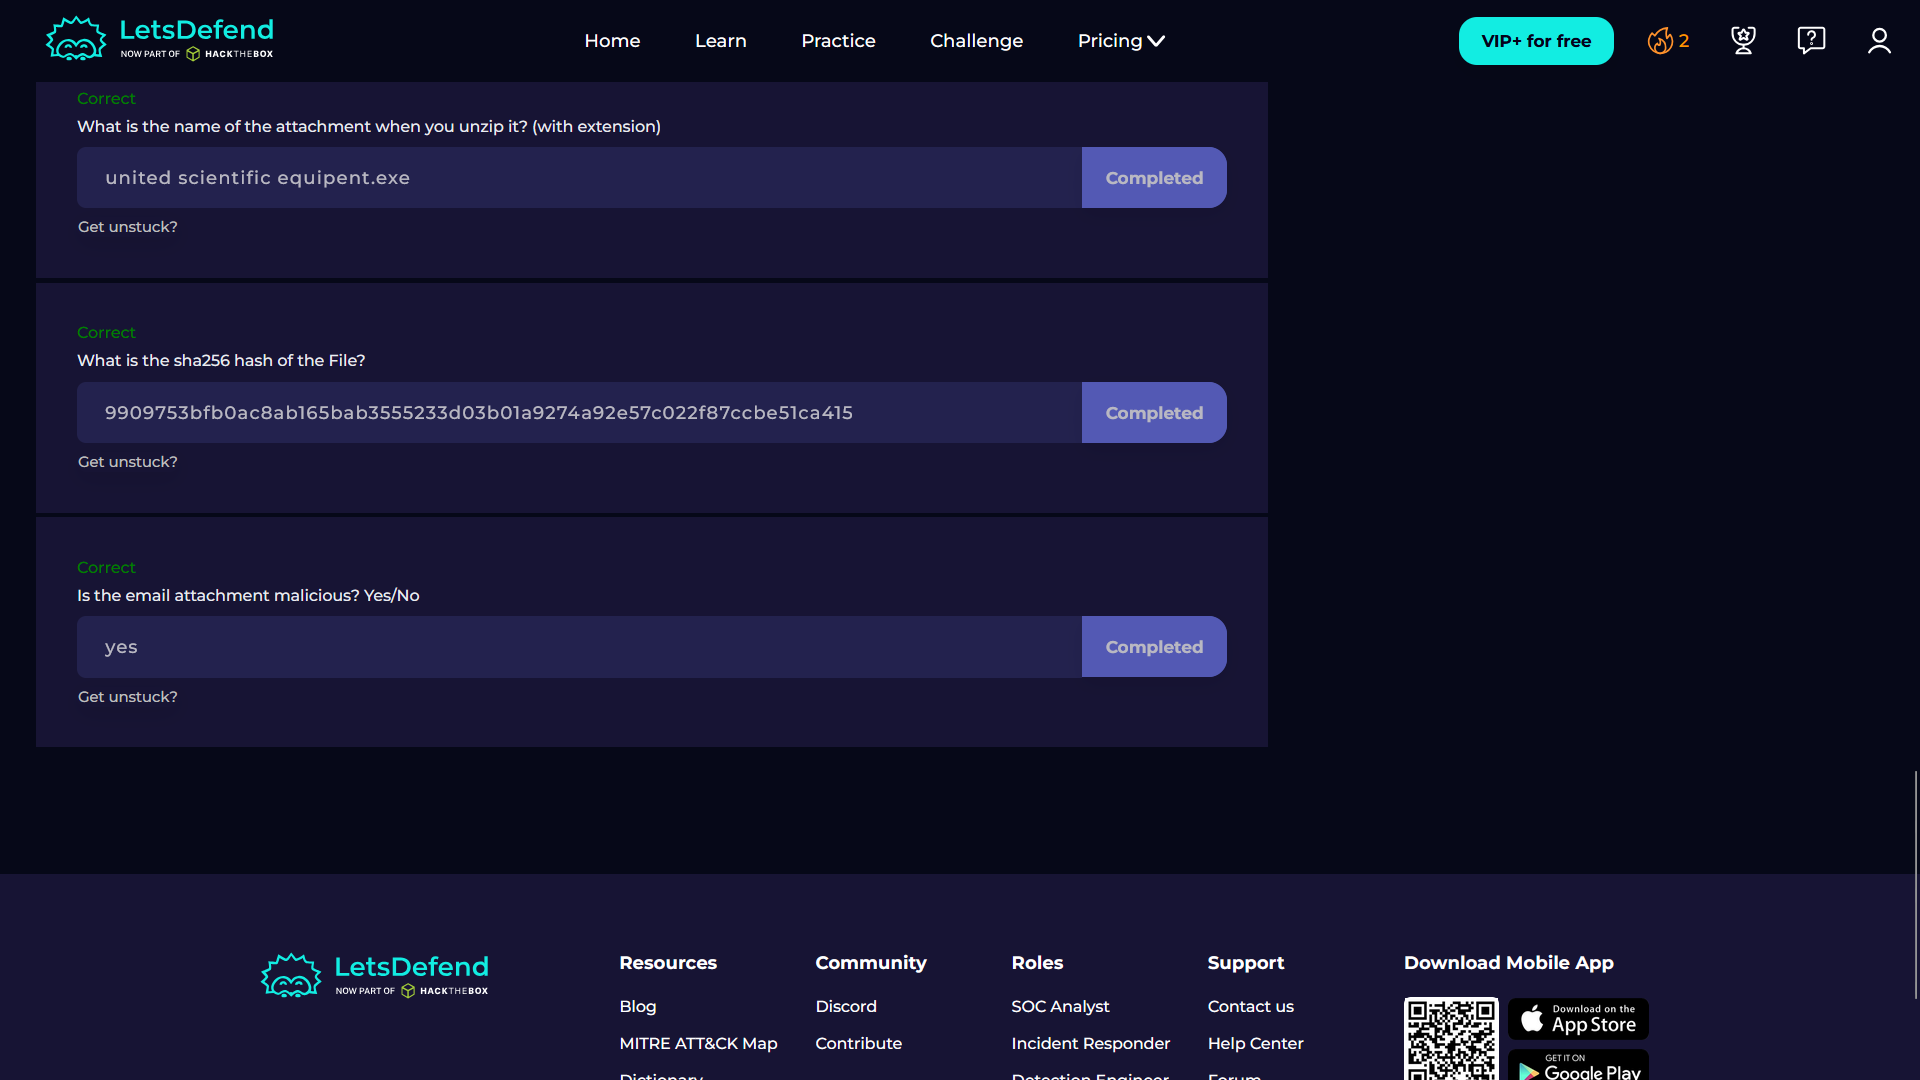 LetsDefend
NOW PART OF HACKTHEBOX
Home
Learn
Practice
Challenge
Pricing
VIP+ for free
2
Correct
What is the name of the attachment when you unzip it? (with extension)
united scientific equipent.exe
Completed
Get unstuck?
Correct
What is the sha256 hash of the File?
9909753bfb0ac8ab165bab3555233d03b01a9274a92e57c022f87ccbe51ca415
Completed
Get unstuck?
Correct
Is the email attachment malicious? Yes/No
yes
Completed
Get unstuck?
LetsDefend
NOW PART OF HACKTHEBOX
Resources
Blog
MITRE ATT&CK Map
Dictionary
Community
Discord
Contribute
Roles
SOC Analyst
Incident Responder
Detection Engineer
Support
Contact us
Help Center
Forum
Download Mobile App
Download on the
App Store
GET IT ON
Google Play